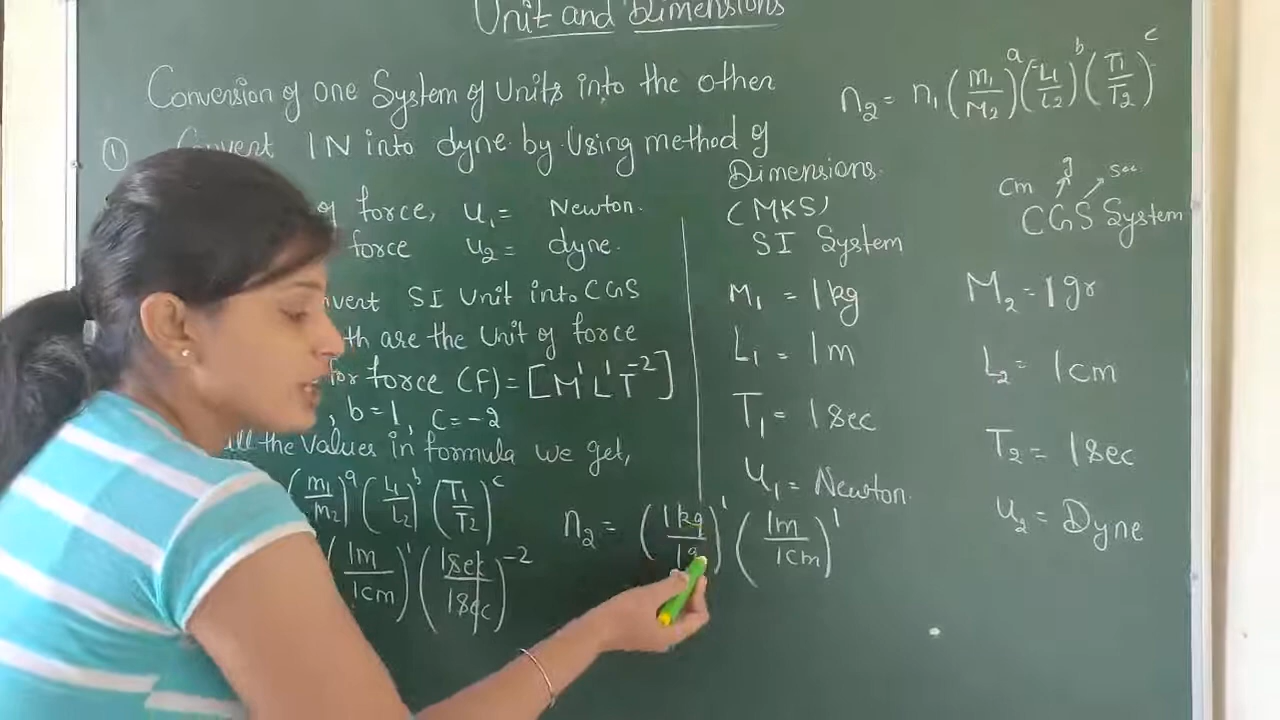 Unit and Dimensions
Conversion of one System of Units into the other
① Convert 1N into dyne by Using method of
Dimensions.
of force, u₁ = Newton.
force u₂ = dyne.
SI Unit into CGS
are the Unit of force
for force (F) = [M¹L¹T⁻²]
, b=1, c=-2
all the Values in formula we get,
(m₁/m₂)ᵃ (L₁/L₂)ᵇ (T₁/T₂)ᶜ
(1m/1cm)¹ (1sec/1sec)⁻²
n₂ = (1kg/1g)¹ (1m/1cm)¹
n₂ = n₁ (m₁/M₂)ᵃ (L₁/L₂)ᵇ (T₁/T₂)ᶜ
(MKS)
SI System
M₁ = 1kg
L₁ = 1m
T₁ = 1sec
u₁ = Newton.
cm g sec
CGS System
M₂ = 1gr
L₂ = 1cm
T₂ = 1sec
u₂ = Dyne